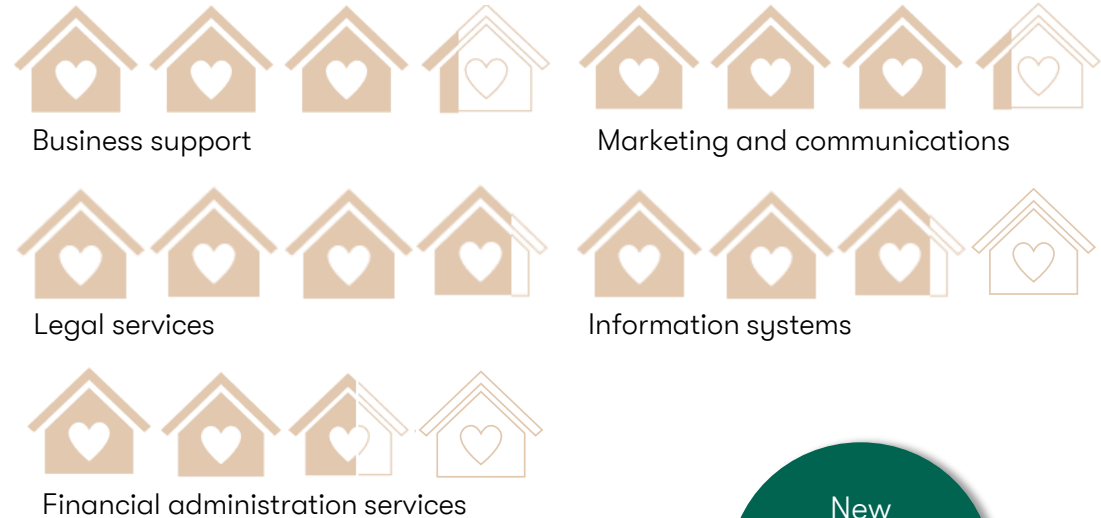 Business support
Marketing and communications
Legal services
Information systems
Financial administration services
New